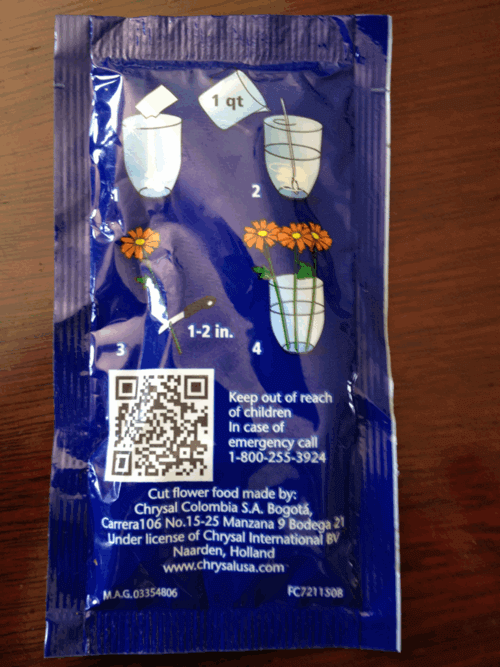 1 qt
1
2
1-2 in.
3
4
Keep out of reach
of children
In case of
emergency call
1-800-255-3924
Cut flower food made by:
Chrysal Colombia S.A. Bogotá,
Carrera106 No.15-25 Manzana 9 Bodega 21
Under license of Chrysal International BV
Naarden, Holland
www.chrysalusa.com
M.A.G.03354806
FC7211508